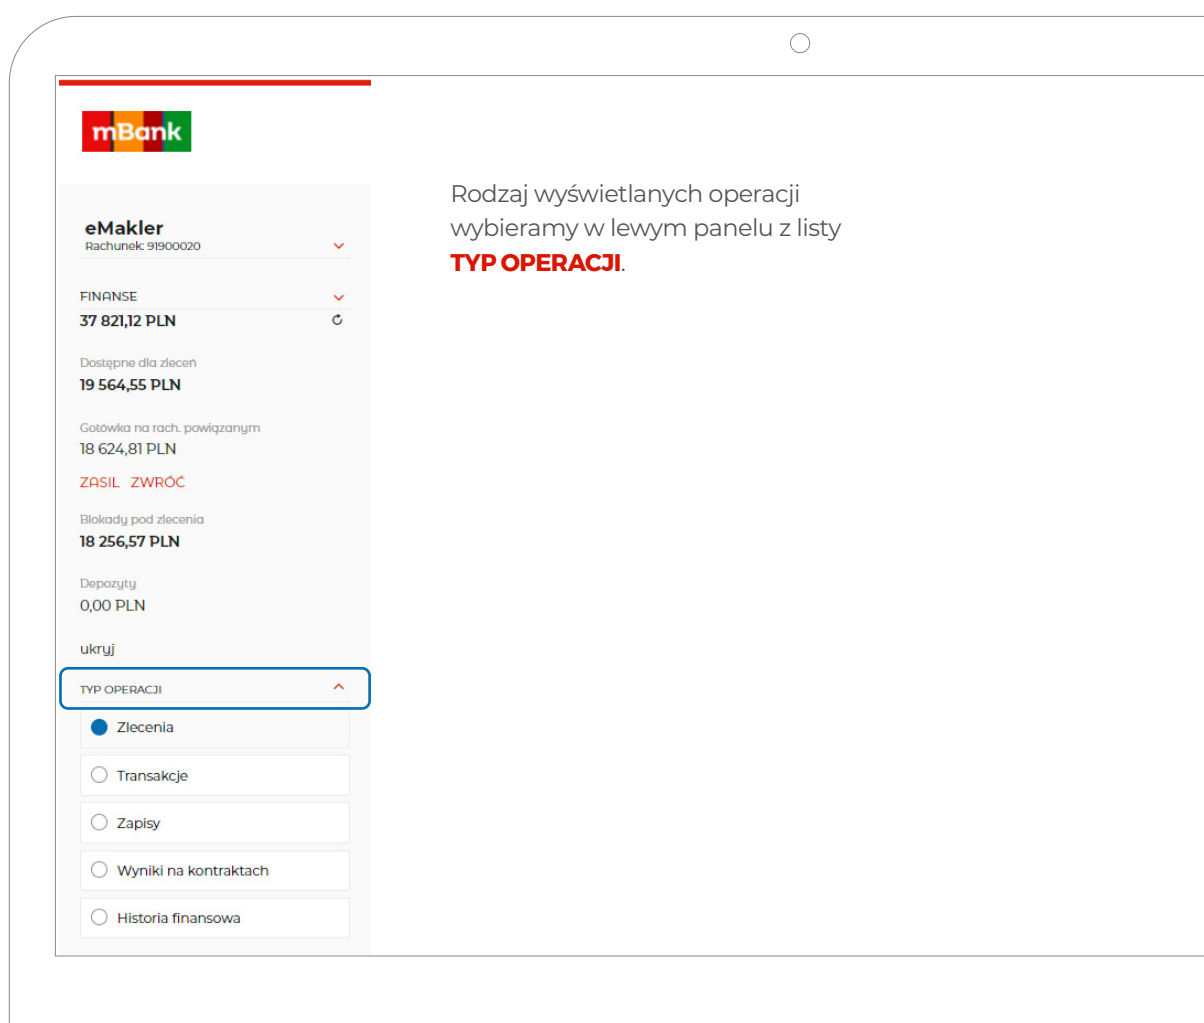 mBank
eMakler
Rachunek: 91900020
FINANSE
37 821,12 PLN
Dostępne dla zleceń
19 564,55 PLN
Gotówka na rach. powiązanym
18 624,81 PLN
ZASIL ZWRÓĆ
Blokady pod zlecenia
18 256,57 PLN
Depozyty
0,00 PLN
ukryj
TYP OPERACJI
Zlecenia
Transakcje
Zapisy
Wyniki na kontraktach
Historia finansowa
Rodzaj wyświetlanych operacji
wybieramy w lewym panelu z listy
TYP OPERACJI.